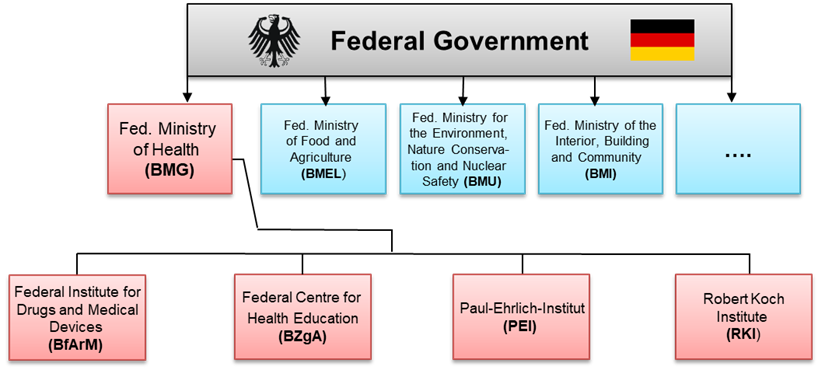 Federal Government
Fed. Ministry
of Health
(BMG)
Fed. Ministry
of Food and
Agriculture
(BMEL)
Fed. Ministry for
the Environment,
Nature Conserva-
tion and Nuclear
Safety (BMU)
Fed. Ministry of the
Interior, Building
and Community
(BMI)
....
Federal Institute for
Drugs and Medical
Devices
(BfArM)
Federal Centre for
Health Education
(BZgA)
Paul-Ehrlich-Institut
(PEI)
Robert Koch
Institute
(RKI)